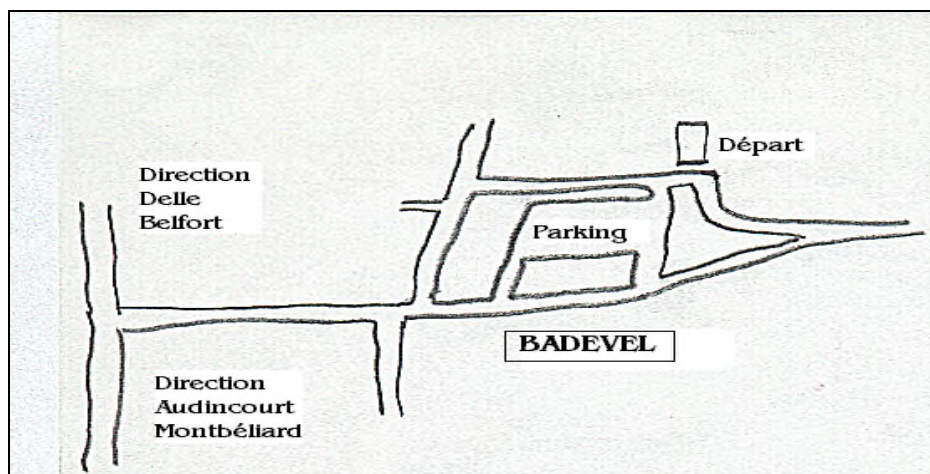 Départ
Direction
Delle
Belfort
Parking
BADEVEL
Direction
Audincourt
Montbéliard